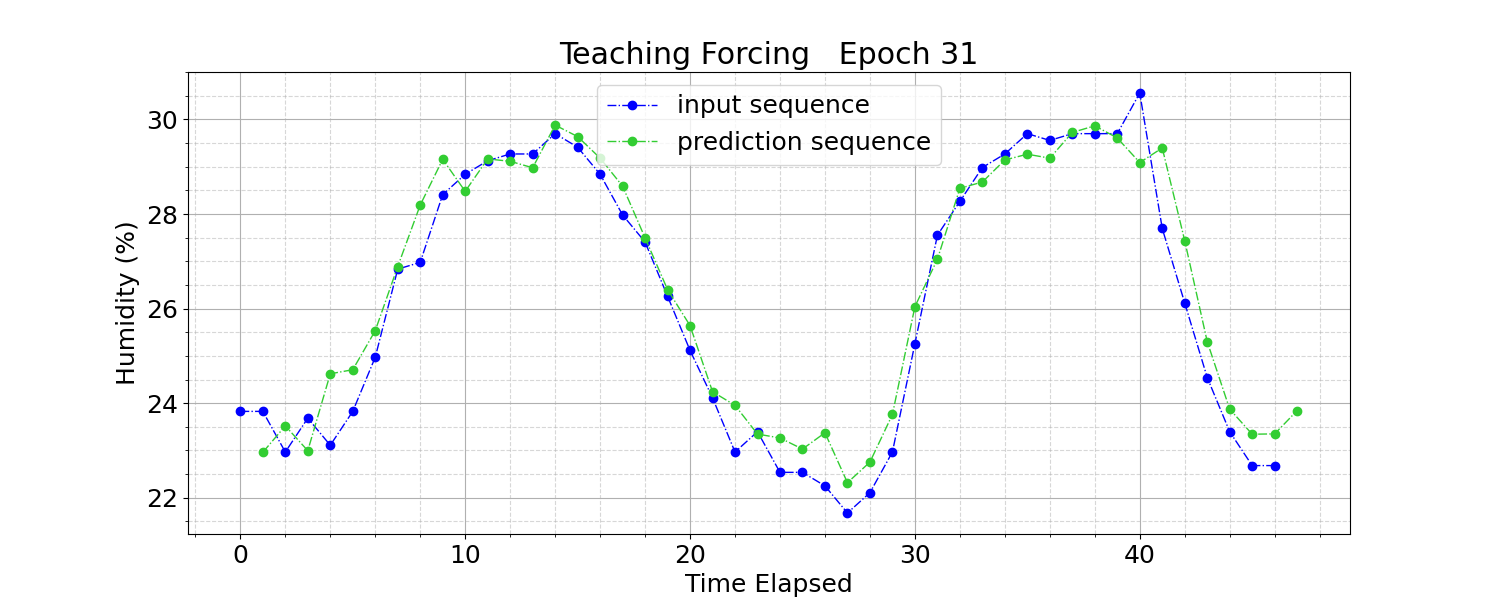 Teaching Forcing   Epoch 31
input sequence
prediction sequence
Humidity (%)
30
28
26
24
22
0 10 20 30 40
Time Elapsed